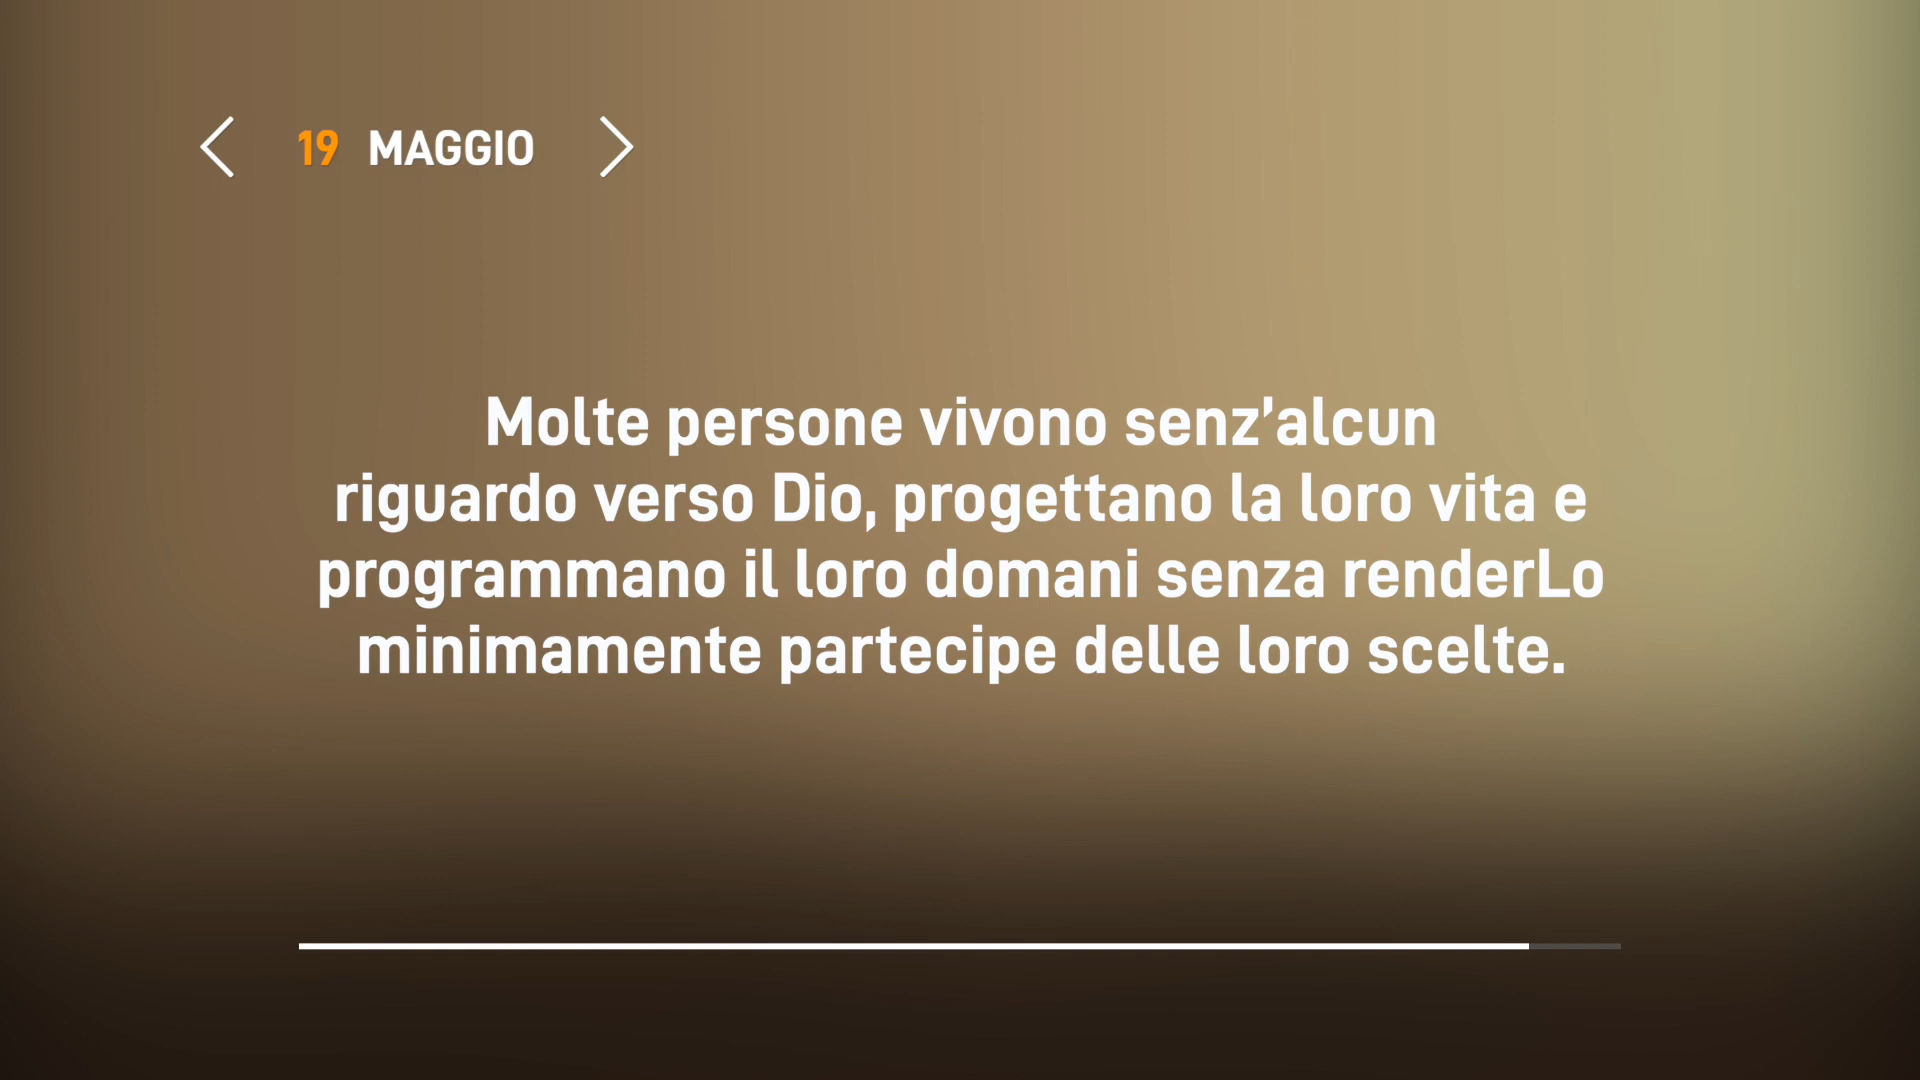 19 MAGGIO
Molte persone vivono senz’alcun
riguardo verso Dio, progettano la loro vita e
programmano il loro domani senza renderLo
minimamente partecipe delle loro scelte.